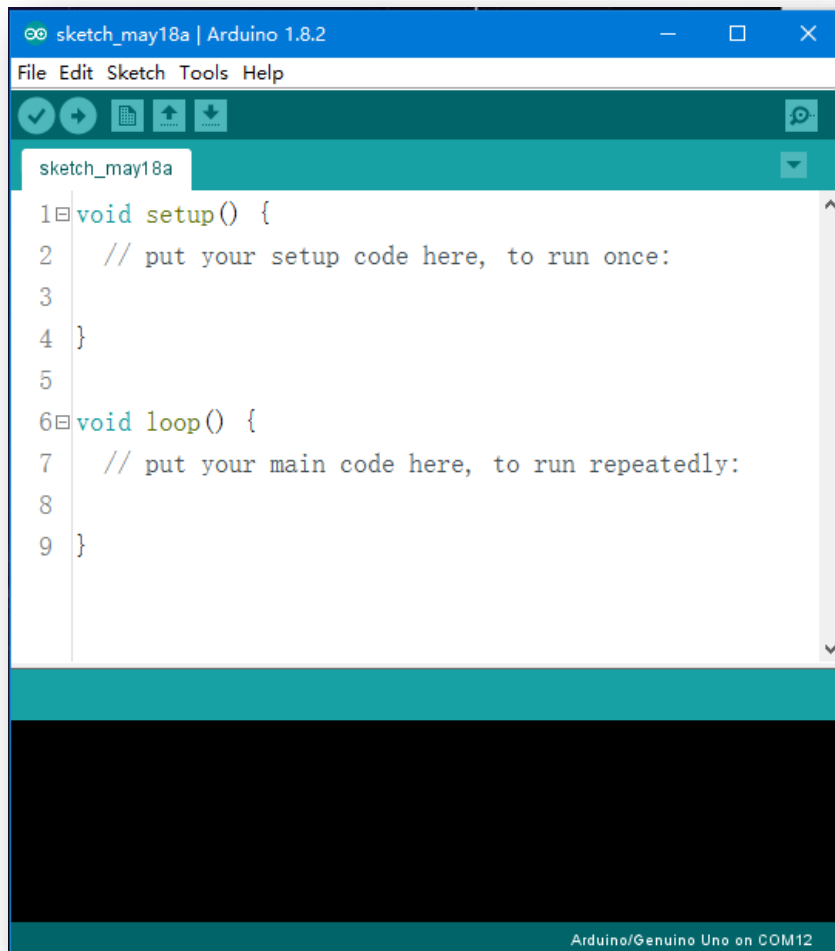 sketch_may18a | Arduino 1.8.2
File Edit Sketch Tools Help
sketch_may18a
1 void setup() {
2   // put your setup code here, to run once:
3
4 }
5
6 void loop() {
7   // put your main code here, to run repeatedly:
8
9 }
Arduino/Genuino Uno on COM12